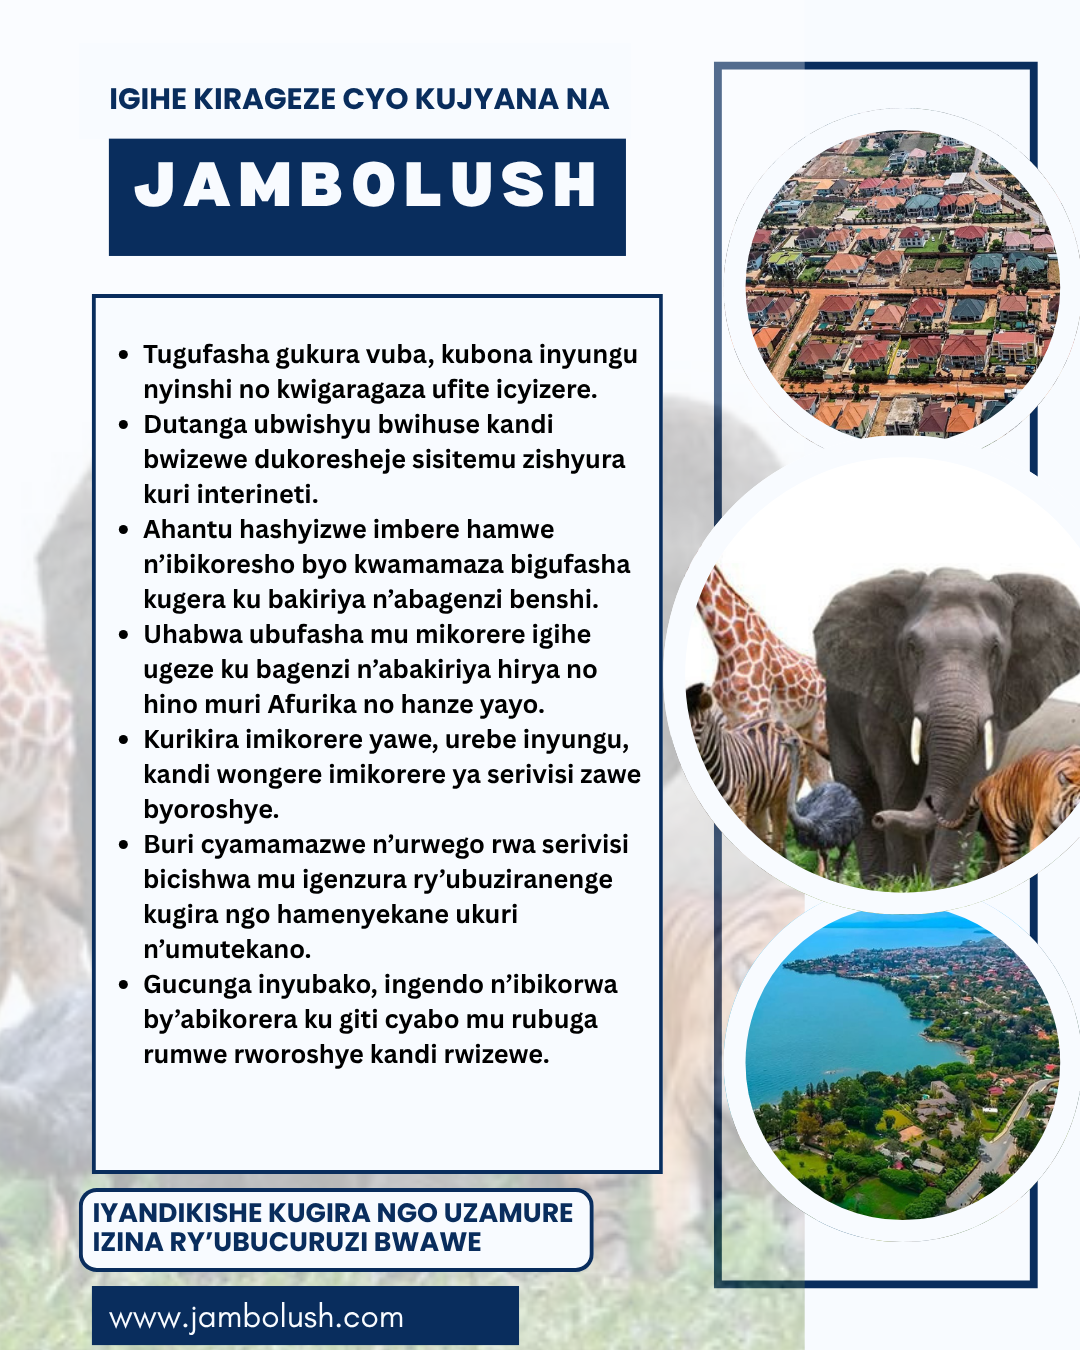 IGIHE KIRAGEZE CYO KUJYANA NA
JAMBOLUSH
• Tugufasha gukura vuba, kubona inyungu
nyinshi no kwigaragaza ufite icyizere.
• Dutanga ubwishyu bwihuse kandi
bwizewe dukoresheje sisitemu zishyura
kuri interineti.
• Ahantu hashyizwe imbere hamwe
n’ibikoresho byo kwamamaza bigufasha
kugera ku bakiriya n’abagenzi benshi.
• Uhabwa ubufasha mu mikorere igihe
ugeze ku bagenzi n’abakiriya hirya no
hino muri Afurika no hanze yayo.
• Kurikira imikorere yawe, urebe inyungu,
kandi wongere imikorere ya serivisi zawe
byoroshye.
• Buri cyamamazwe n’urwego rwa serivisi
bicishwa mu igenzura ry’ubuziranenge
kugira ngo hamenyekane ukuri
n’umutekano.
• Gucunga inyubako, ingendo n’ibikorwa
by’abikorera ku giti cyabo mu rubuga
rumwe rworoshye kandi rwizewe.
IYANDIKISHE KUGIRA NGO UZAMURE
IZINA RY’UBUCURUZI BWAWE
www.jambolush.com